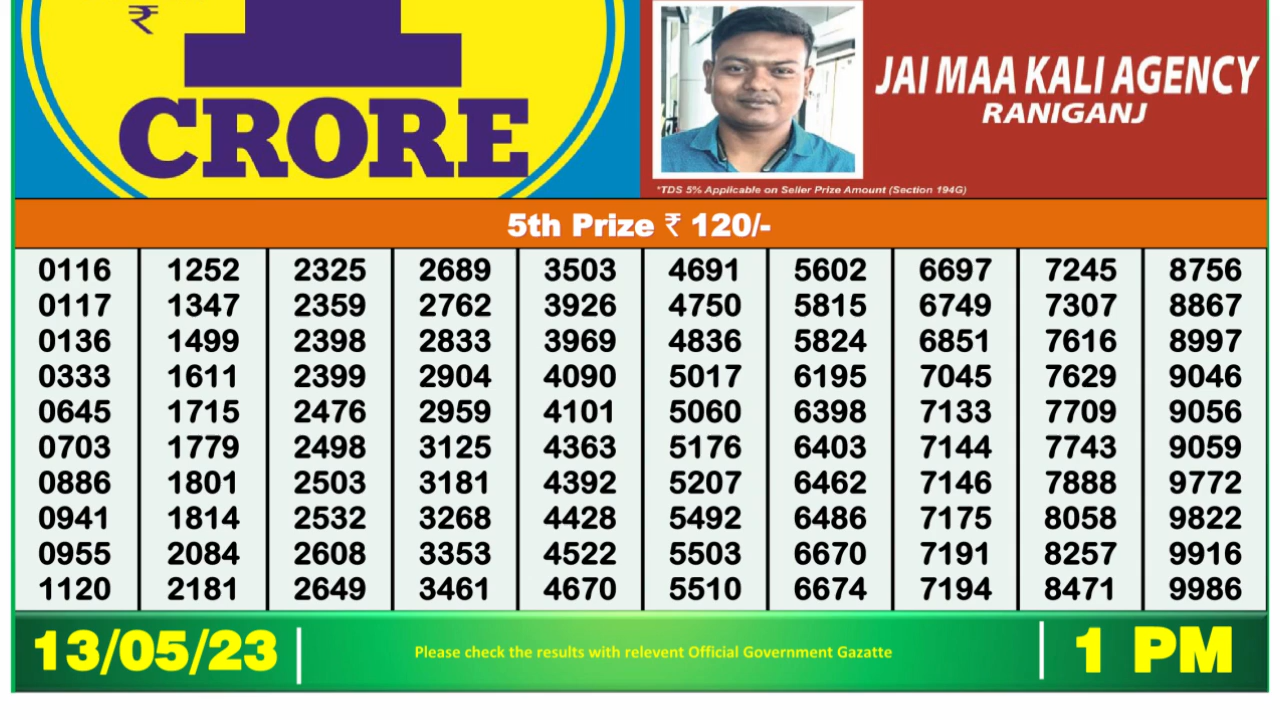 ₹
1
CRORE
JAI MAA KALI AGENCY
RANIGANJ
*TDS 5% Applicable on Seller Prize Amount (Section 194G)
5th Prize ₹ 120/-
0116 1252 2325 2689 3503 4691 5602 6697 7245 8756
0117 1347 2359 2762 3926 4750 5815 6749 7307 8867
0136 1499 2398 2833 3969 4836 5824 6851 7616 8997
0333 1611 2399 2904 4090 5017 6195 7045 7629 9046
0645 1715 2476 2959 4101 5060 6398 7133 7709 9056
0703 1779 2498 3125 4363 5176 6403 7144 7743 9059
0886 1801 2503 3181 4392 5207 6462 7146 7888 9772
0941 1814 2532 3268 4428 5492 6486 7175 8058 9822
0955 2084 2608 3353 4522 5503 6670 7191 8257 9916
1120 2181 2649 3461 4670 5510 6674 7194 8471 9986
13/05/23 Please check the results with relevent Official Government Gazatte 1 PM